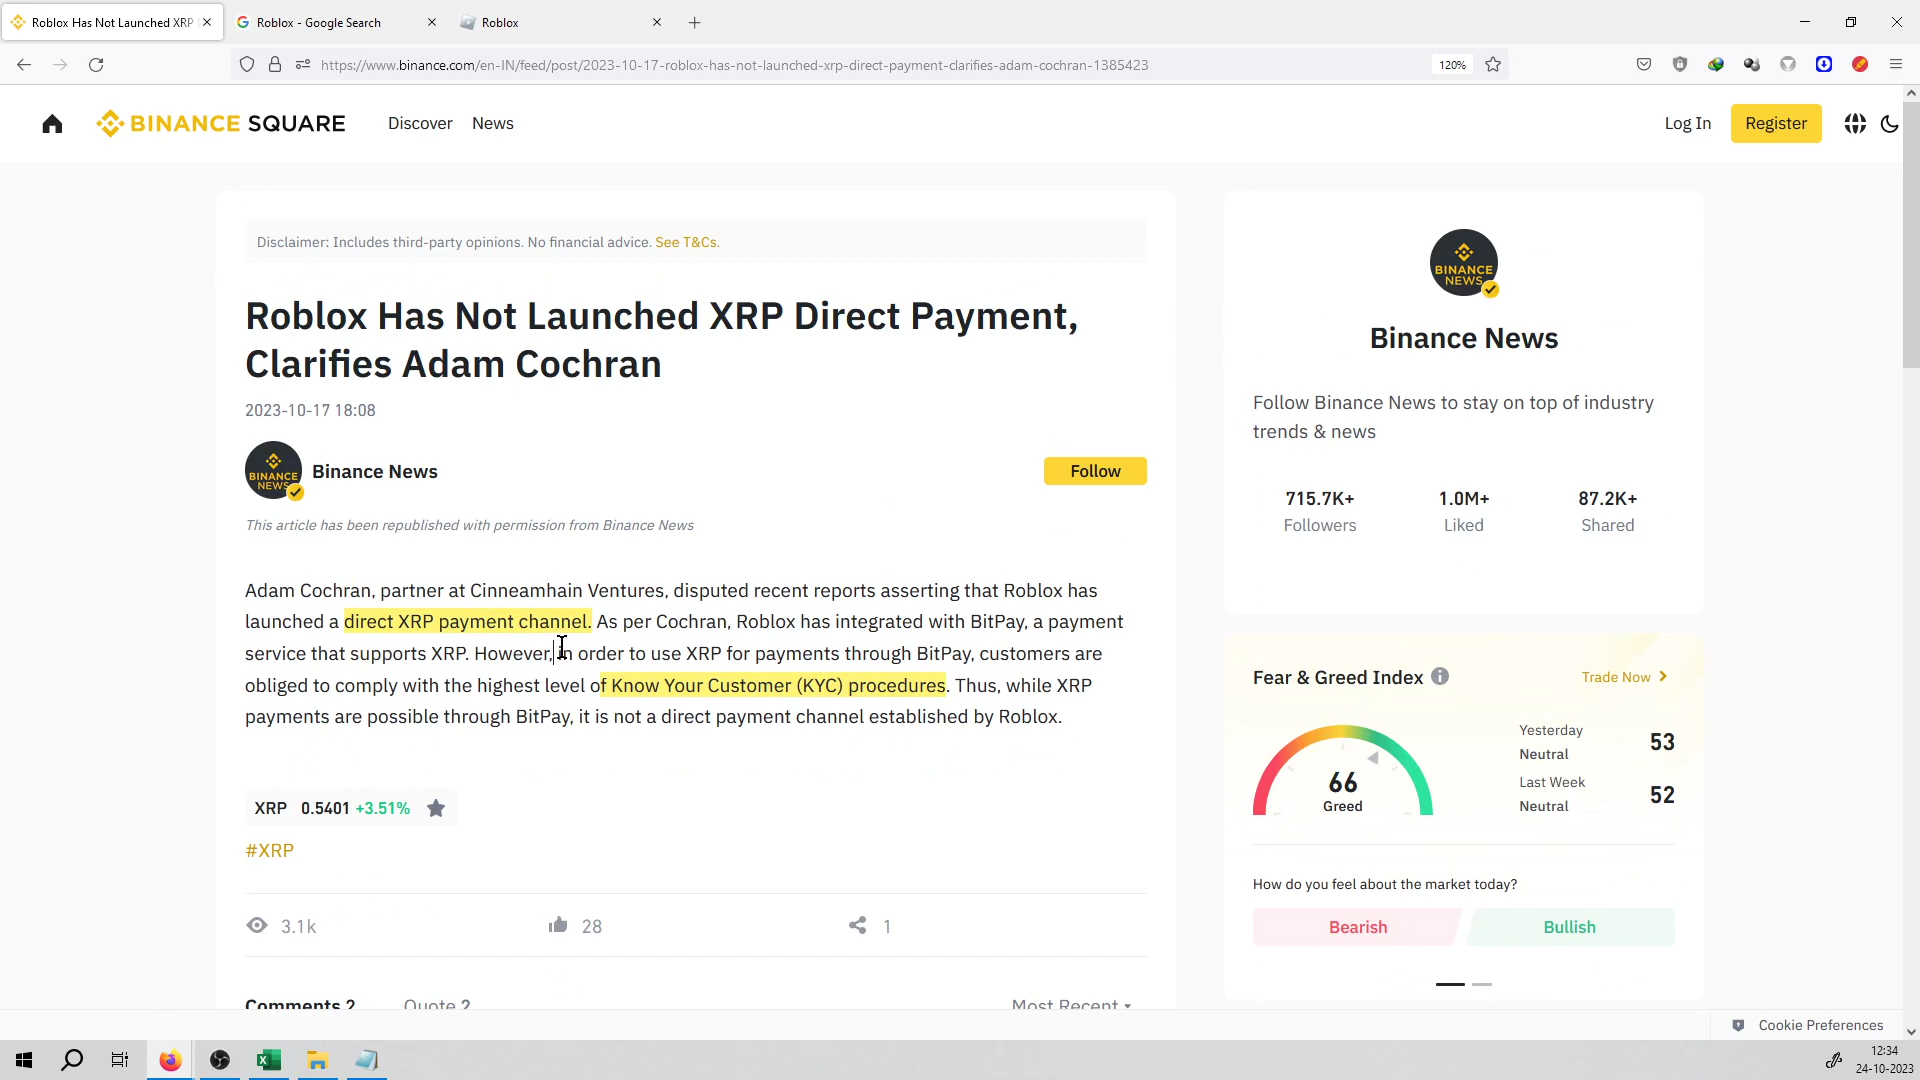 Roblox Has Not Launched XRP
Roblox - Google Search
Roblox
https://www.binance.com/en-IN/feed/post/2023-10-17-roblox-has-not-launched-xrp-direct-payment-clarifies-adam-cochran-1385423
120%
BINANCE SQUARE
Discover
News
Log In
Register
Disclaimer: Includes third-party opinions. No financial advice. See T&Cs.
Roblox Has Not Launched XRP Direct Payment,
Clarifies Adam Cochran
2023-10-17 18:08
BINANCE
NEWS
Binance News
Follow
This article has been republished with permission from Binance News
Adam Cochran, partner at Cinneamhain Ventures, disputed recent reports asserting that Roblox has
launched a direct XRP payment channel. As per Cochran, Roblox has integrated with BitPay, a payment
service that supports XRP. However, in order to use XRP for payments through BitPay, customers are
obliged to comply with the highest level of Know Your Customer (KYC) procedures. Thus, while XRP
payments are possible through BitPay, it is not a direct payment channel established by Roblox.
XRP 0.5401 +3.51%
#XRP
3.1k
28
1
Comments 2
Quote 2
Most Recent
BINANCE
NEWS
Binance News
Follow Binance News to stay on top of industry
trends & news
715.7K+
1.0M+
87.2K+
Followers
Liked
Shared
Fear & Greed Index
Trade Now
66
Greed
Yesterday
Neutral
53
Last Week
Neutral
52
How do you feel about the market today?
Bearish
Bullish
Cookie Preferences
12:34
24-10-2023